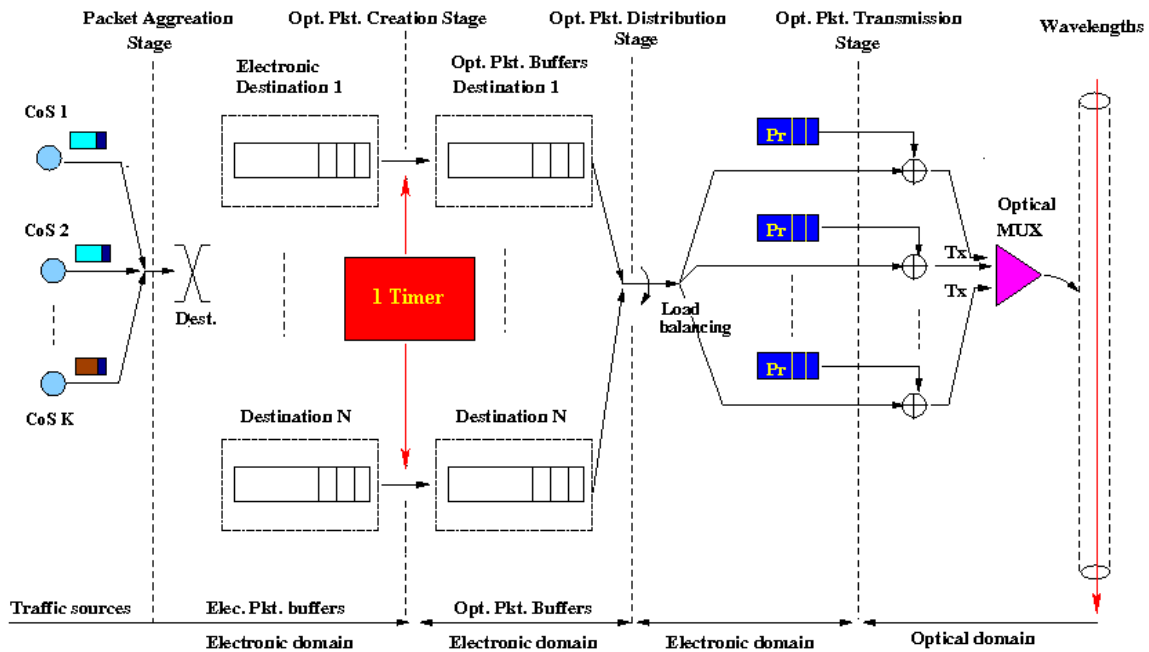 Packet Aggreation
Stage
Opt. Pkt. Creation Stage
Opt. Pkt. Distribution
Stage
Opt. Pkt. Transmission
Stage
Wavelengths
Electronic
Destination 1
Opt. Pkt. Buffers
Destination 1
CoS 1
CoS 2
CoS K
Dest.
1 Timer
Load
balancing
Pr
Pr
Pr
Tx
Tx
Optical
MUX
Destination N
Destination N
Traffic sources
Elec. Pkt. buffers
Opt. Pkt. Buffers
Electronic domain
Electronic domain
Electronic domain
Optical domain